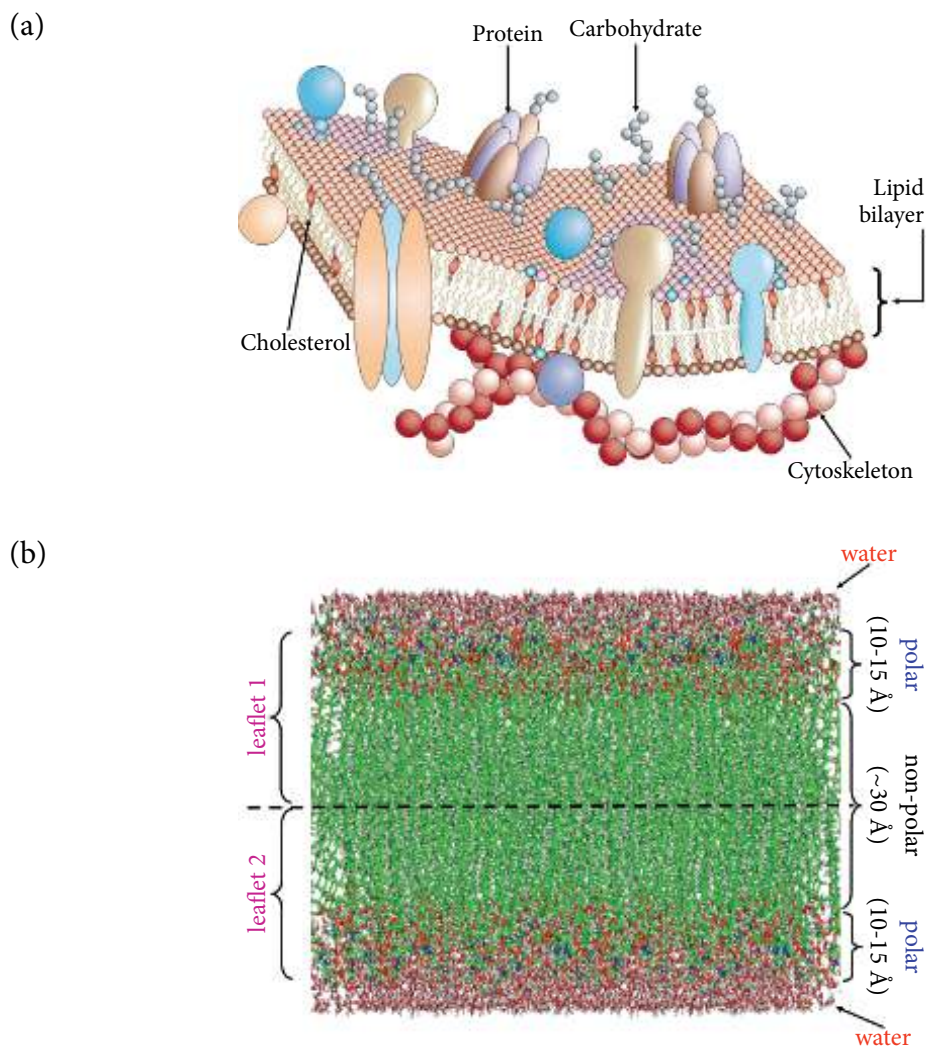 (a)
Protein
Carbohydrate
Lipid
bilayer
Cholesterol
Cytoskeleton
(b)
water
leaflet 1
leaflet 2
polar
(10-15 Å)
non-polar
(~30 Å)
polar
(10-15 Å)
water